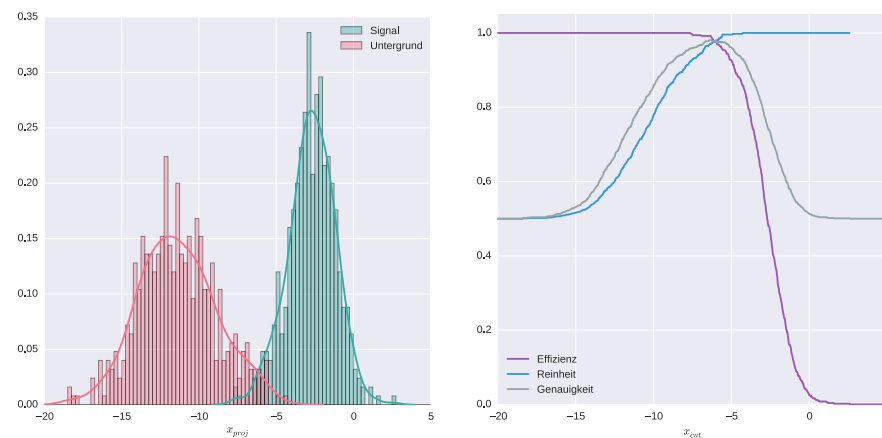 0.35
0.30
0.25
0.20
0.15
0.10
0.05
0.00
−20 −15 −10 −5 0 5
x_proj
Signal
Untergrund
1.0
0.8
0.6
0.4
0.2
0.0
−20 −15 −10 −5 0
x_cut
Effizienz
Reinheit
Genauigkeit